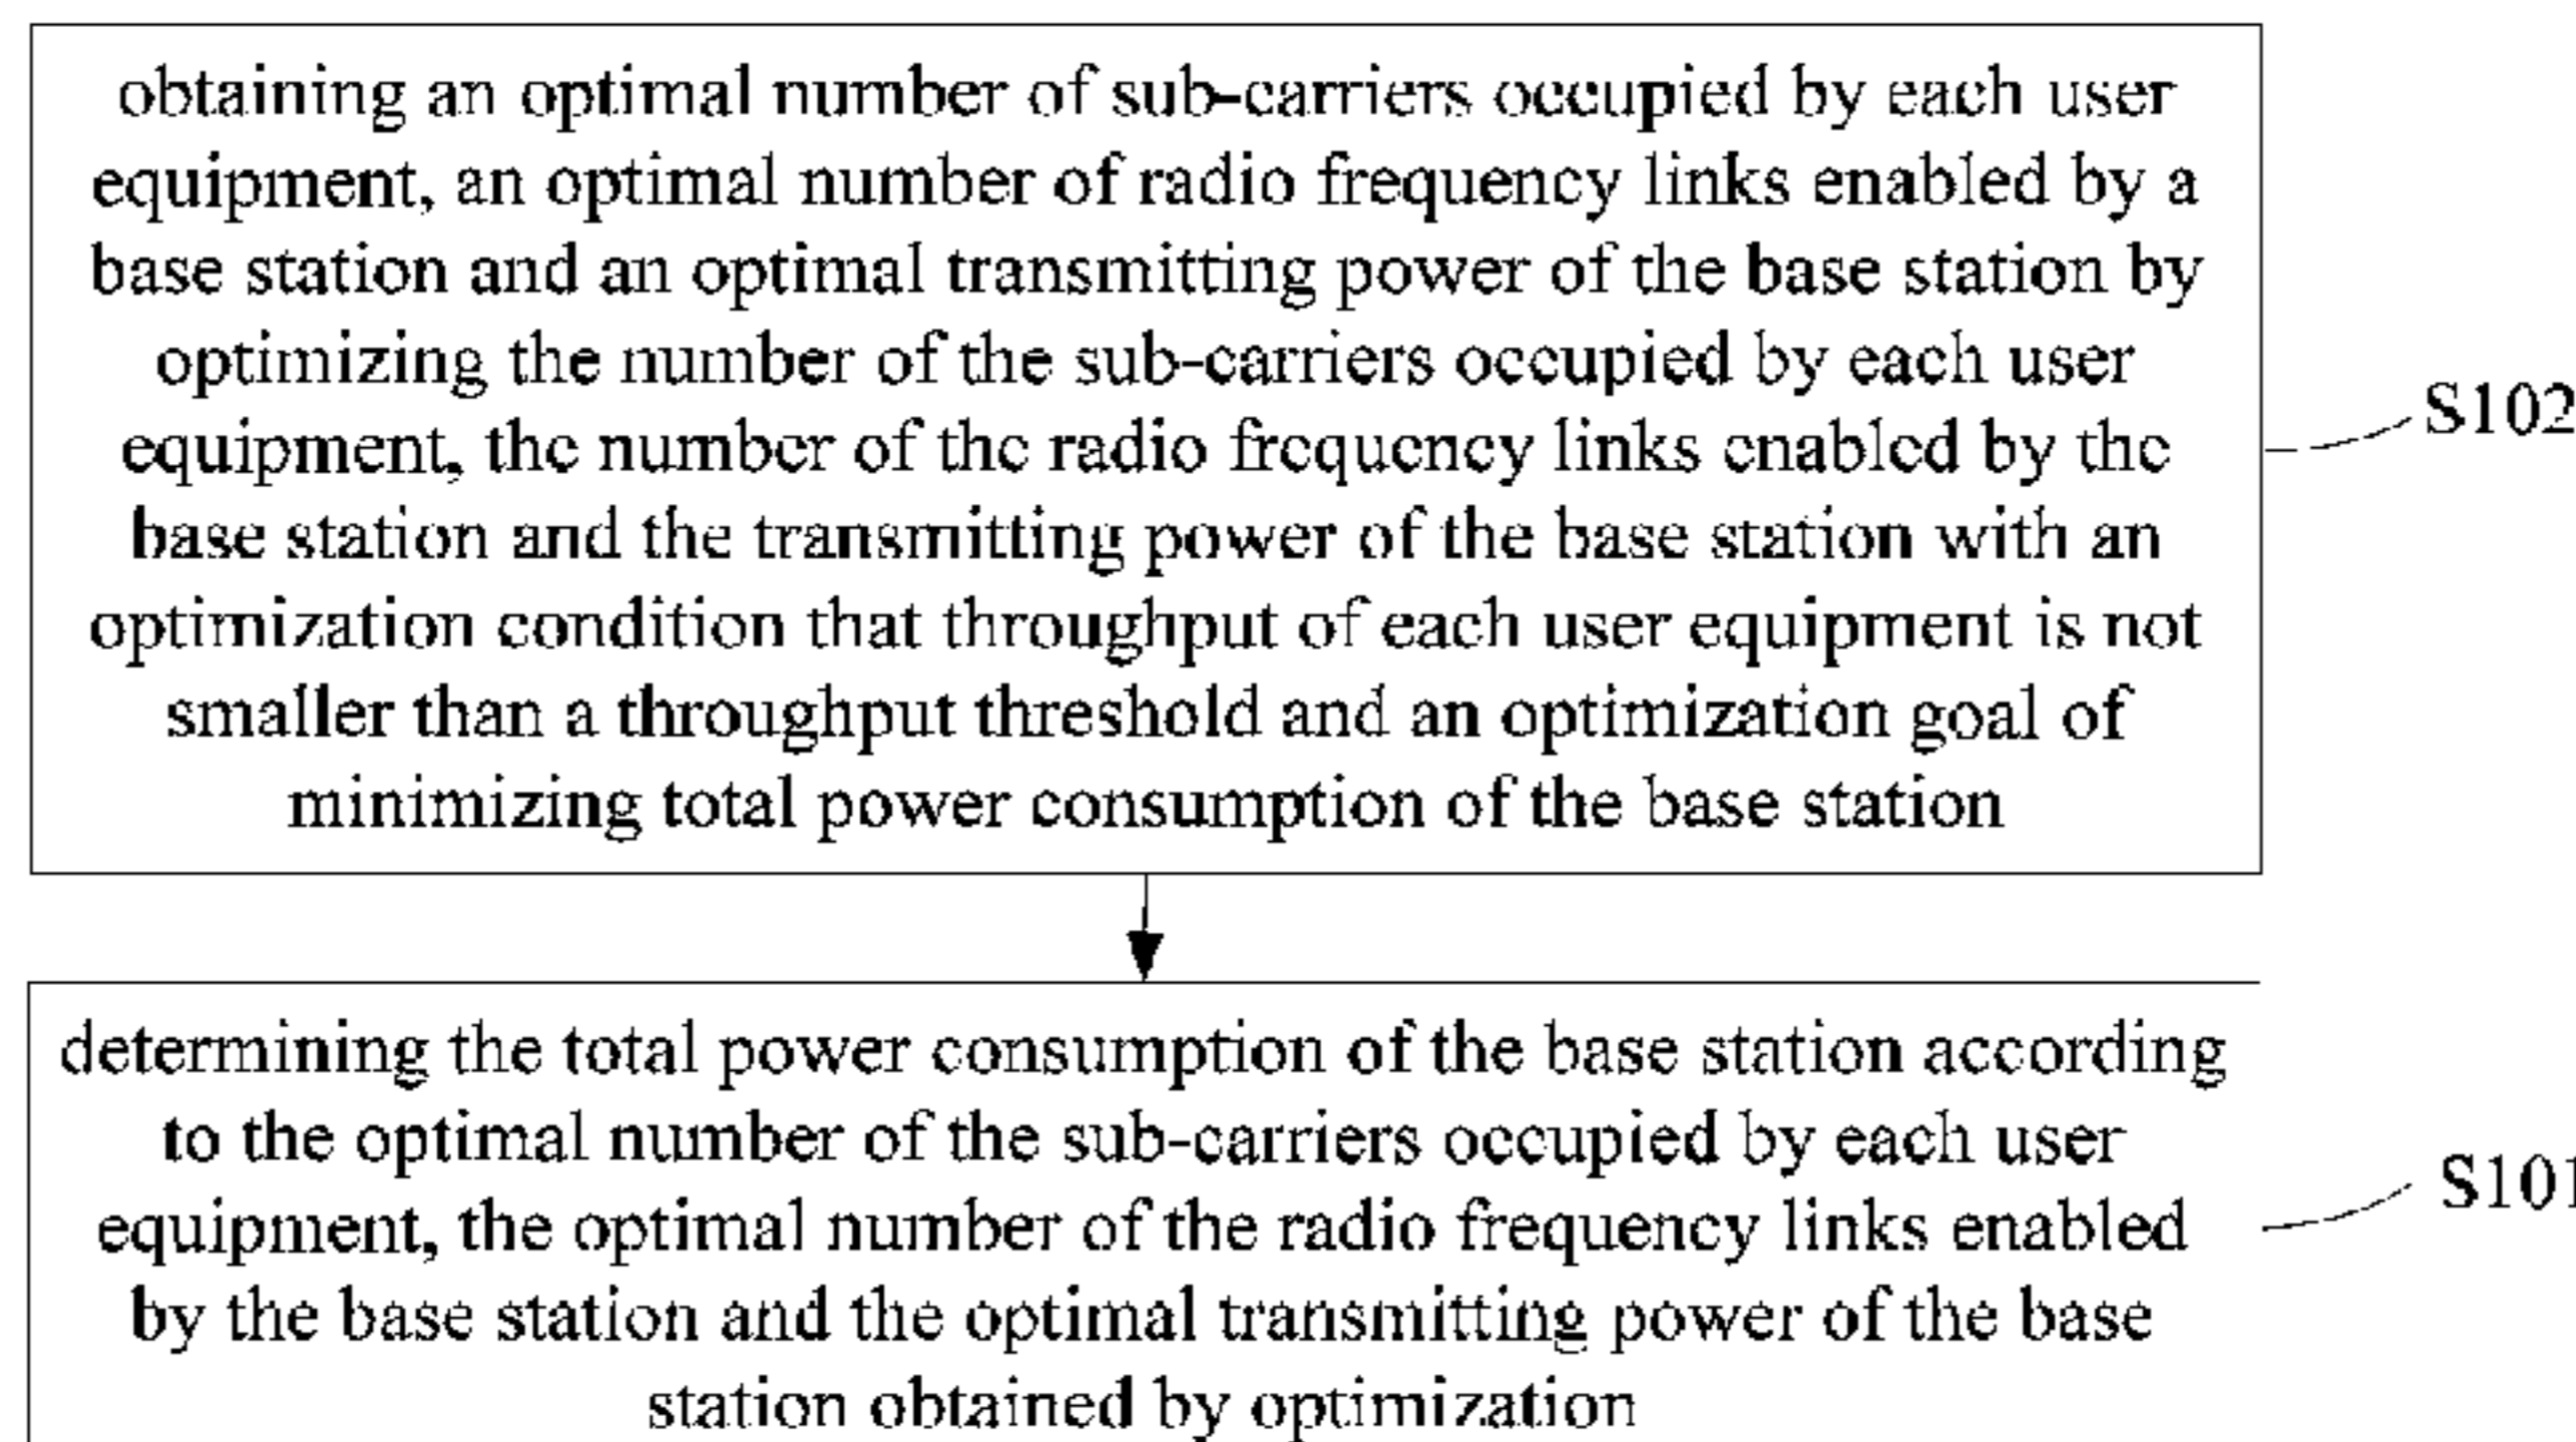 obtaining an optimal number of sub-carriers occupied by each user
equipment, an optimal number of radio frequency links enabled by a
base station and an optimal transmitting power of the base station by
optimizing the number of the sub-carriers occupied by each user
equipment, the number of the radio frequency links enabled by the
base station and the transmitting power of the base station with an
optimization condition that throughput of each user equipment is not
smaller than a throughput threshold and an optimization goal of
minimizing total power consumption of the base station
S102
determining the total power consumption of the base station according
to the optimal number of the sub-carriers occupied by each user
equipment, the optimal number of the radio frequency links enabled
by the base station and the optimal transmitting power of the base
station obtained by optimization
S101